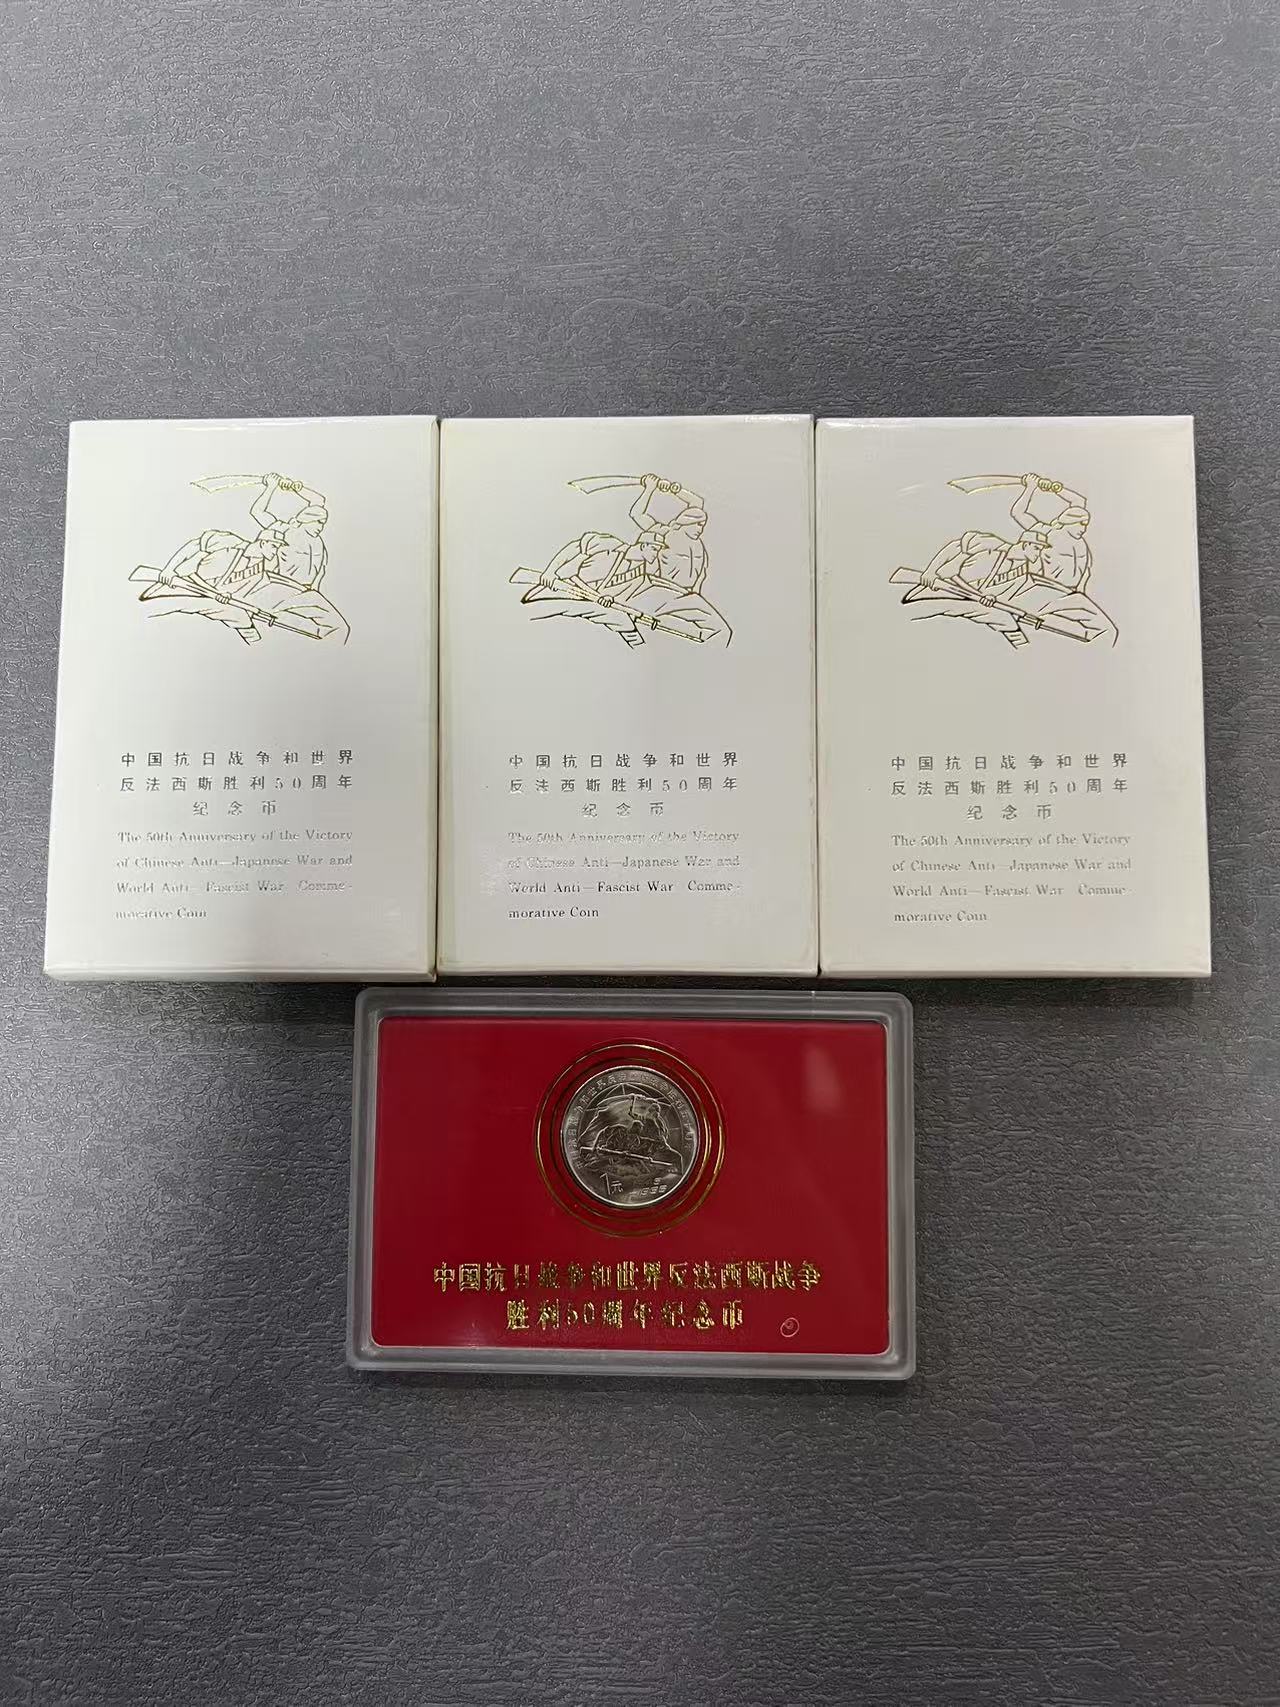 中国抗日战争和世界
反法西斯胜利50周年
纪念币
The 50th Anniversary of the Victory
of Chinese Anti—Japanese War and
World Anti—Fascist War Comme-
morative Coin
中国抗日战争和世界
反法西斯胜利50周年
纪念币
The 50th Anniversary of the Victory
of Chinese Anti—Japanese War and
World Anti—Fascist War Comme-
morative Coin
中国抗日战争和世界
反法西斯胜利50周年
纪念币
The 50th Anniversary of the Victory
of Chinese Anti—Japanese War and
World Anti—Fascist War Comme-
morative Coin
1元
1995
中国抗日战争和世界反法西斯战争
胜利50周年纪念币